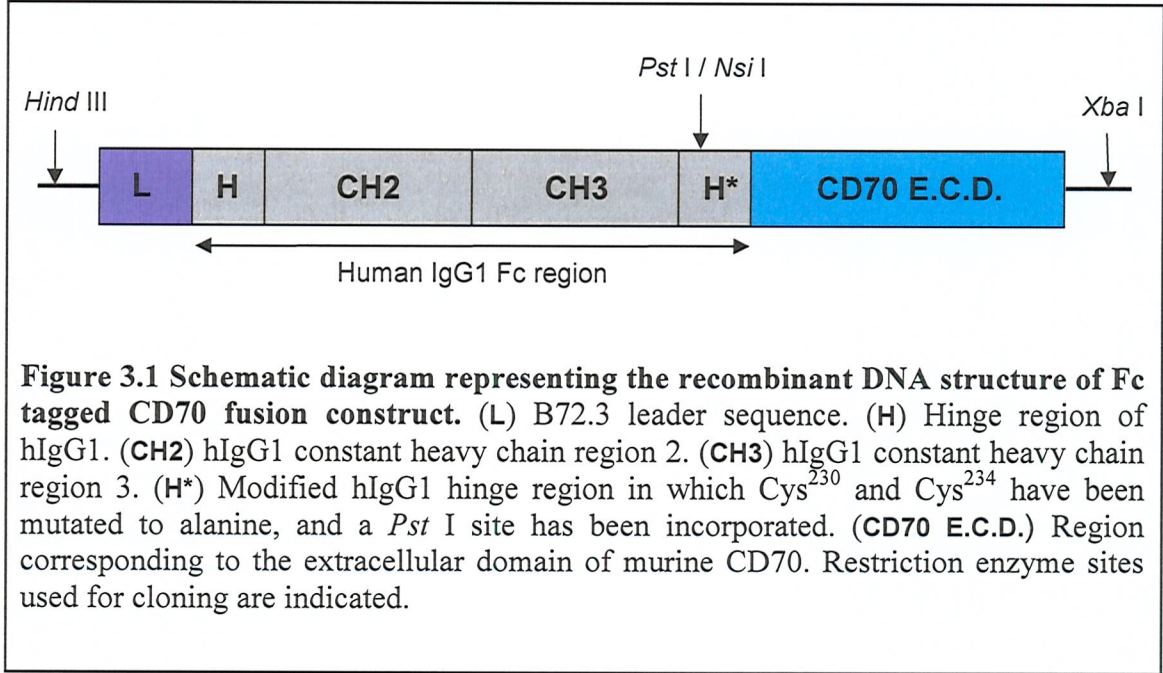 Pst I / Nsi I
Hind III
Xba I
L H CH2 CH3 H* CD70 E.C.D.
Human IgG1 Fc region
Figure 3.1 Schematic diagram representing the recombinant DNA structure of Fc
tagged CD70 fusion construct. (L) B72.3 leader sequence. (H) Hinge region of
hIgG1. (CH2) hIgG1 constant heavy chain region 2. (CH3) hIgG1 constant heavy chain
region 3. (H*) Modified hIgG1 hinge region in which Cys²³⁰ and Cys²³⁴ have been
mutated to alanine, and a Pst I site has been incorporated. (CD70 E.C.D.) Region
corresponding to the extracellular domain of murine CD70. Restriction enzyme sites
used for cloning are indicated.